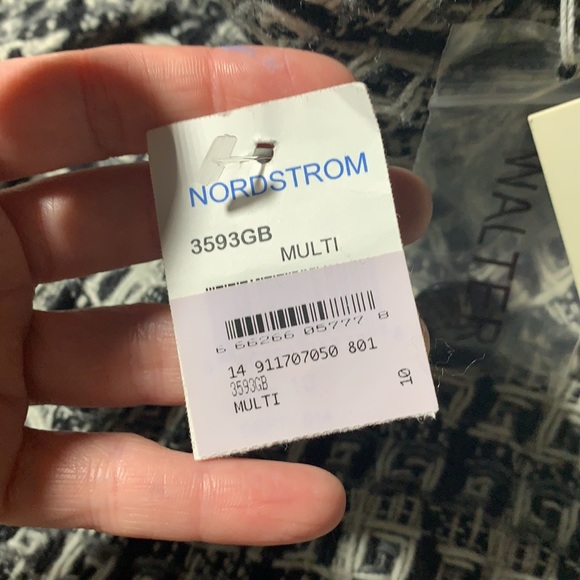 NORDSTROM
3593GB
MULTI
6 66266 05777 8
14 911707050 801
3593GB
MULTI
10
WALTER